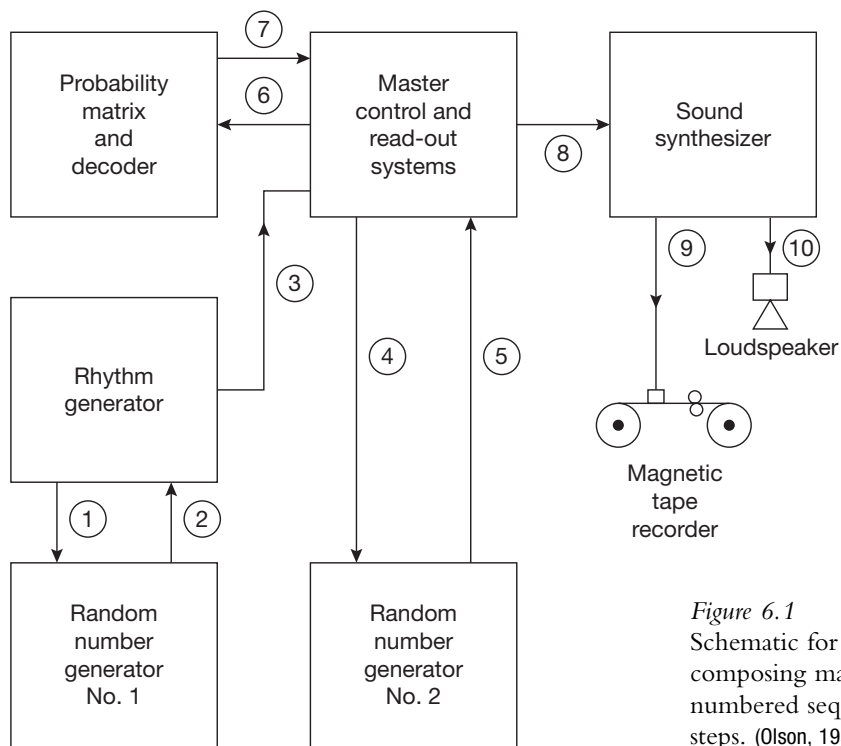 7
Probability
matrix
and
decoder
6
Master
control and
read-out
systems
8
Sound
synthesizer
9
10
Loudspeaker
3
Rhythm
generator
4
5
Magnetic
tape
recorder
1
2
Random
number
generator
No. 1
Random
number
generator
No. 2
Figure 6.1
Schematic for
composing ma
numbered seq
steps. (Olson, 19